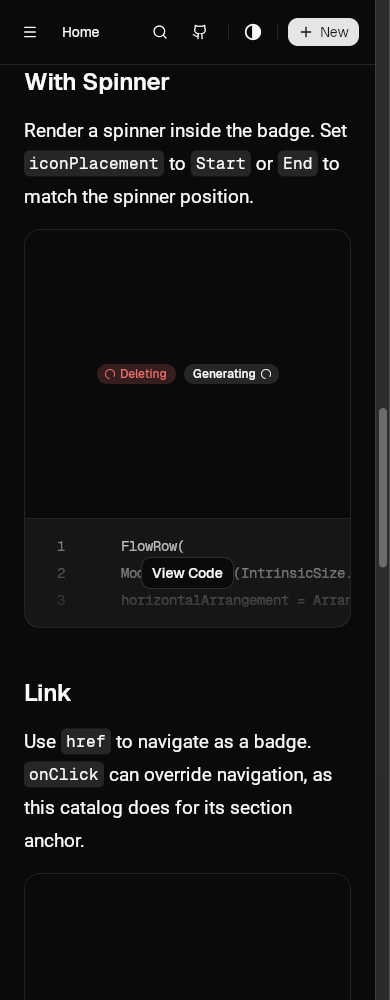 Home
New
With Spinner
Render a spinner inside the badge. Set
iconPlacement to Start or End to
match the spinner position.
Deleting
Generating
1 FlowRow(
2 (IntrinsicSize.
View Code
3 horizontalArrangement = Arran
Link
Use href to navigate as a badge.
onClick can override navigation, as
this catalog does for its section
anchor.